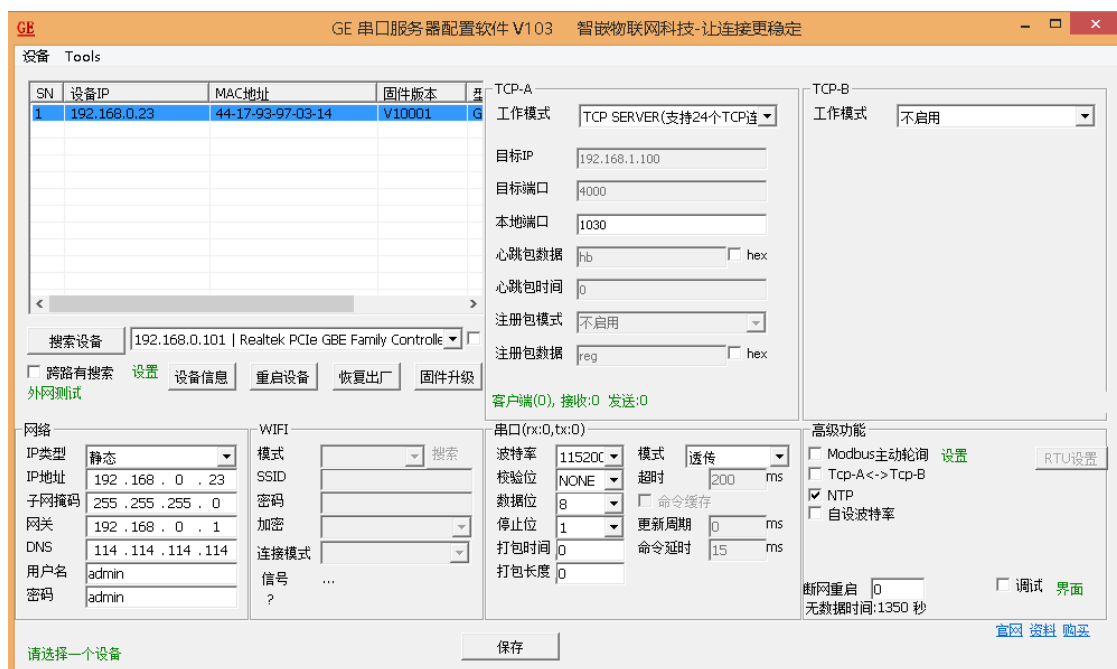 GE GE 串口服务器配置软件 V103 智嵌物联网科技-让连接更稳定
设备 Tools
SN 设备IP MAC地址 固件版本
1 192.168.0.23 44-17-93-97-03-14 V10001 G
搜索设备 192.168.0.101 | Realtek PCIe GBE Family Controlle
跨路有搜索 设置 设备信息 重启设备 恢复出厂 固件升级
外网测试
TCP-A
工作模式 TCP SERVER(支持24个TCP连
目标IP 192.168.1.100
目标端口 4000
本地端口 1030
心跳包数据 hb hex
心跳包时间 0
注册包模式 不启用
注册包数据 reg hex
客户端(0), 接收:0 发送:0
TCP-B
工作模式 不启用
网络
IP类型 静态
IP地址 192 .168 . 0 . 23
子网掩码 255 .255 .255 . 0
网关 192 .168 . 0 . 1
DNS 114 .114 .114 .114
用户名 admin
密码 admin
WIFI
模式 搜索
SSID
密码
加密
连接模式
信号 ...
?
串口(rx:0,tx:0)
波特率 115200 模式 透传
校验位 NONE 超时 200 ms
数据位 8 命令缓存
停止位 1 更新周期 0 ms
打包时间 0 命令延时 15 ms
打包长度 0
高级功能
Modbus主动轮询 设置 RTU设置
Tcp-A<->Tcp-B
NTP
自设波特率
断网重启 0 调试 界面
无数据时间:1350 秒
官网 资料 购买
请选择一个设备 保存